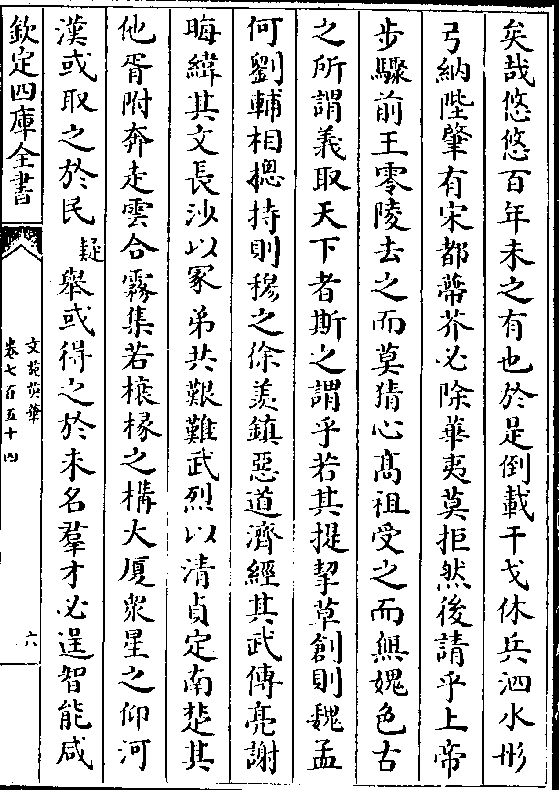 矣哉悠悠百年未之有也於是倒載干戈休兵泗水彤
弓納陛肇有宋都蔕芥必除華夷莫拒然後請乎上帝
步驟前王零陵去之而莫猜心髙祖受之而無媿色古
之所謂義取天下者斯之謂乎若其提挈草創則魏孟
何劉輔相摠持則穆之徐羨鎮惡道濟經其武傅亮謝
晦緯其文長沙以冢弟共艱難武烈以清貞定南楚其
他胥附奔走雲合霧集若榱椽之構大厦衆星之仰河
漢或取之於民疑舉或得之於未名羣才必逞智能咸
欽定四庫全書
文苑英華
卷七百五十四
六